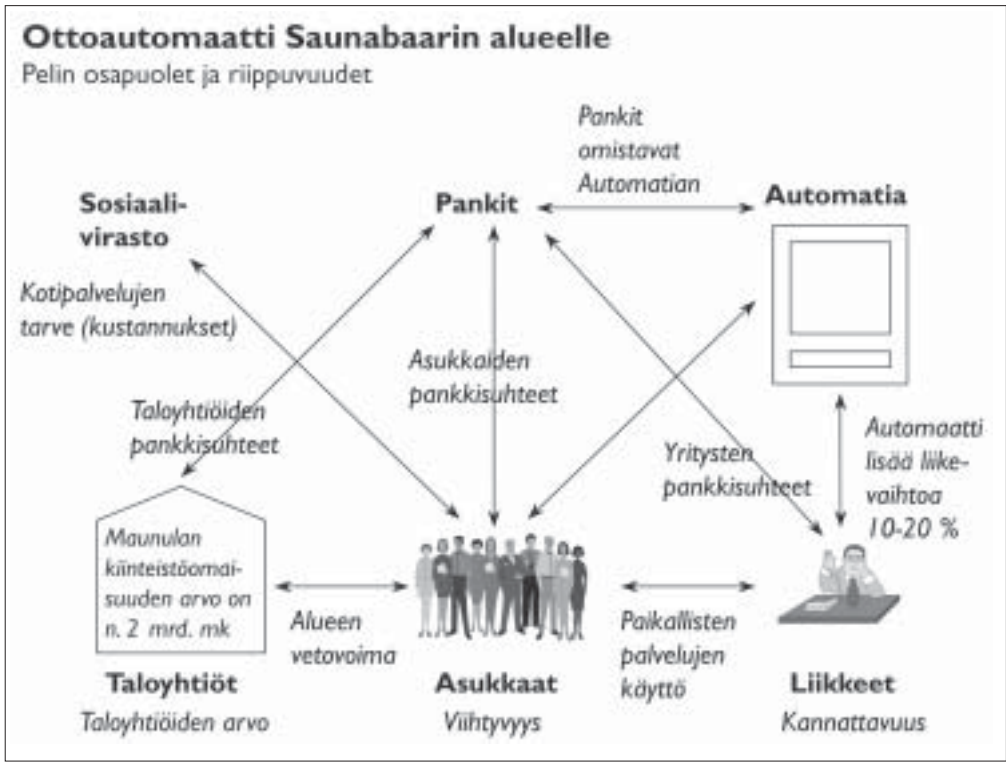 Ottoautomaatti Saunabaarin alueelle
Pelin osapuolet ja riippuvuudet
Pankit
omistavat
Automatian
Sosiaali-
virasto
Pankit
Automatia
Kotipalvelujen
tarve (kustannukset)
Asukkaiden
pankkisuhteet
Taloyhtiöiden
pankkisuhteet
Yritysten
pankkisuhteet
Automaatti
lisää liike-
vaihtoa
10-20 %
Maunulan
kiinteistöomai-
suuden arvo on
n. 2 mrd. mk
Alueen
vetovoima
Paikallisten
palvelujen
käyttö
Taloyhtiöt
Taloyhtiöiden arvo
Asukkaat
Viihtyvyys
Liikkeet
Kannattavuus